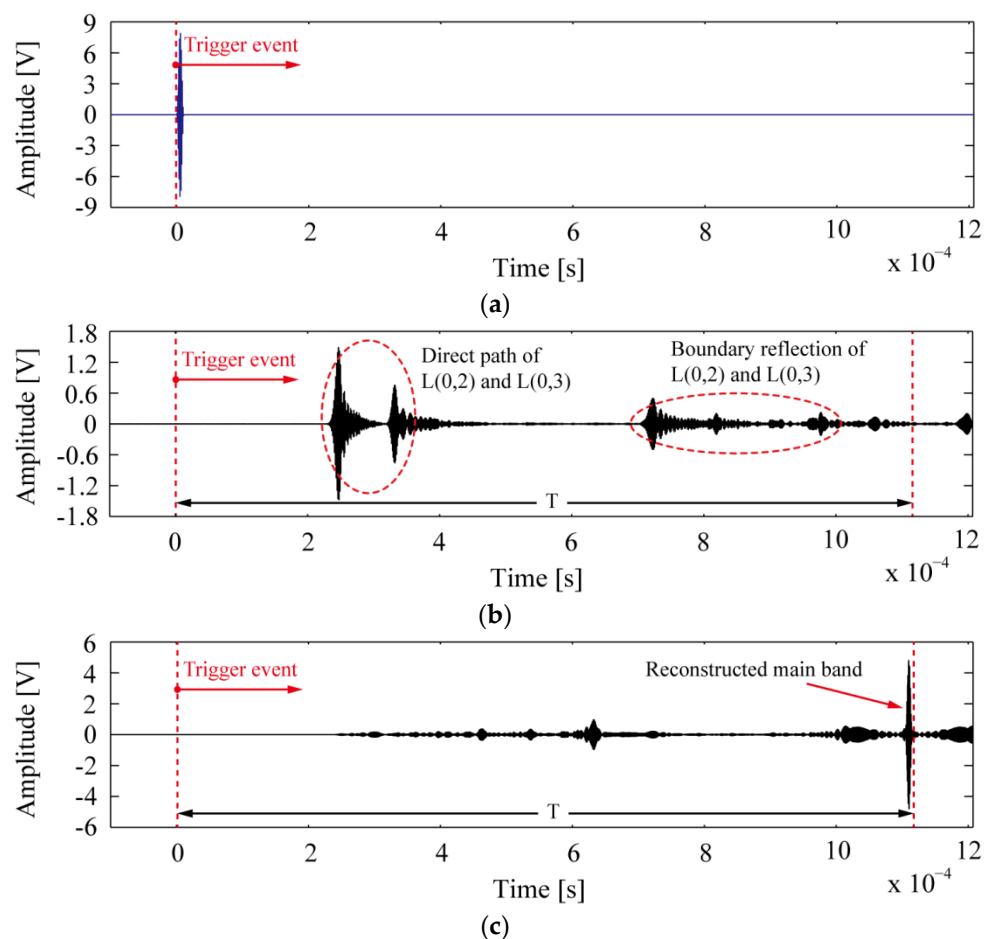 9
6
3
0
-3
-6
-9
Amplitude [V]
Trigger event
0 2 4 6 8 10 12
Time [s]
x 10⁻⁴
(a)
1.8
1.2
0.6
0
-0.6
-1.2
-1.8
Amplitude [V]
Trigger event
Direct path of
L(0,2) and L(0,3)
Boundary reflection of
L(0,2) and L(0,3)
T
0 2 4 6 8 10 12
Time [s]
x 10⁻⁴
(b)
6
4
2
0
-2
-4
-6
Amplitude [V]
Trigger event
Reconstructed main band
T
0 2 4 6 8 10 12
Time [s]
x 10⁻⁴
(c)